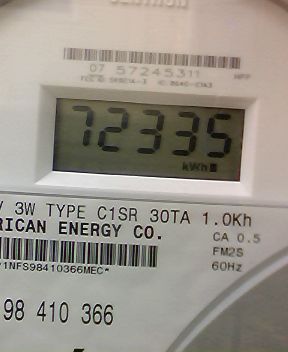 07 57245311
72335
kWh
V 3W TYPE C1SR 30TA 1.0Kh
RICAN ENERGY CO.
CA 0.5
FM2S
60Hz
98 410 366